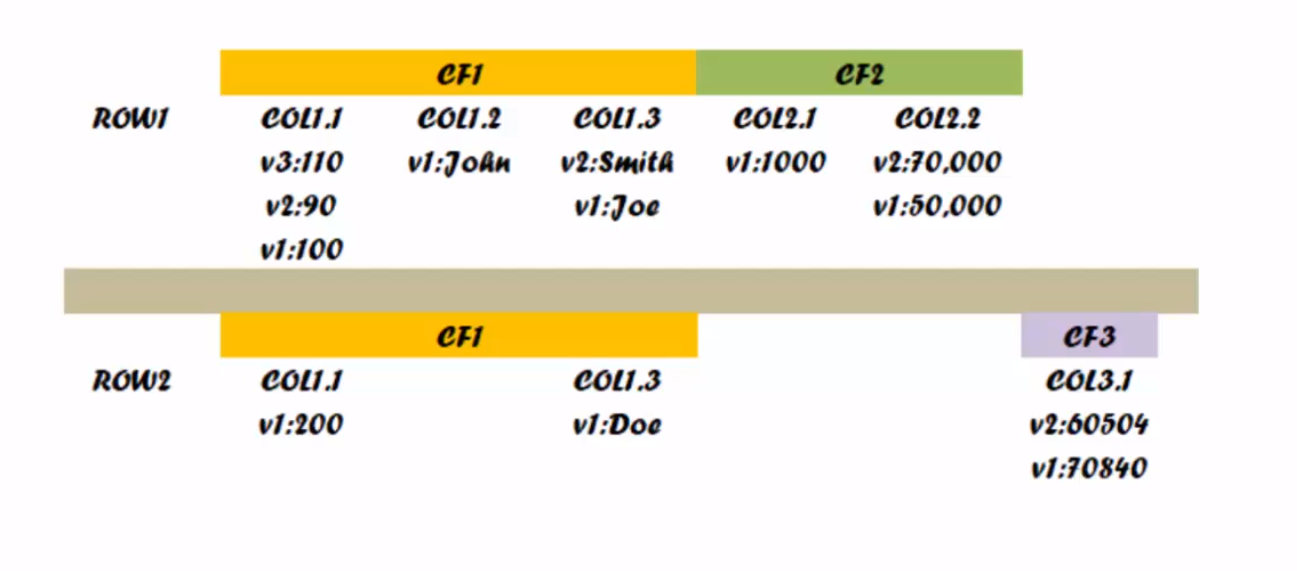 CF1 CF2
ROW1 COL1.1 COL1.2 COL1.3 COL2.1 COL2.2
v3:110 v1:John v2:Smith v1:1000 v2:70,000
v2:90 v1:Joe v1:50,000
v1:100
CF1 CF3
ROW2 COL1.1 COL1.3 COL3.1
v1:200 v1:Doe v2:60504
v1:70840